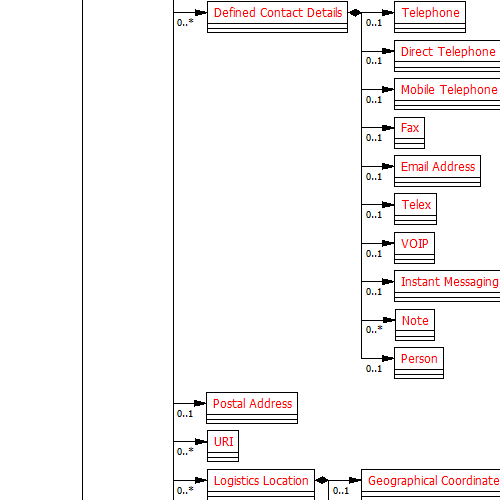 Defined Contact Details
0..*
Telephone
0..1
Direct Telephone
0..1
Mobile Telephone
0..1
Fax
0..1
Email Address
0..1
Telex
0..1
VOIP
0..1
Instant Messaging
0..1
Note
0..*
Person
0..1
Postal Address
0..1
URI
0..*
Logistics Location
0..*
Geographical Coordinate
0..1